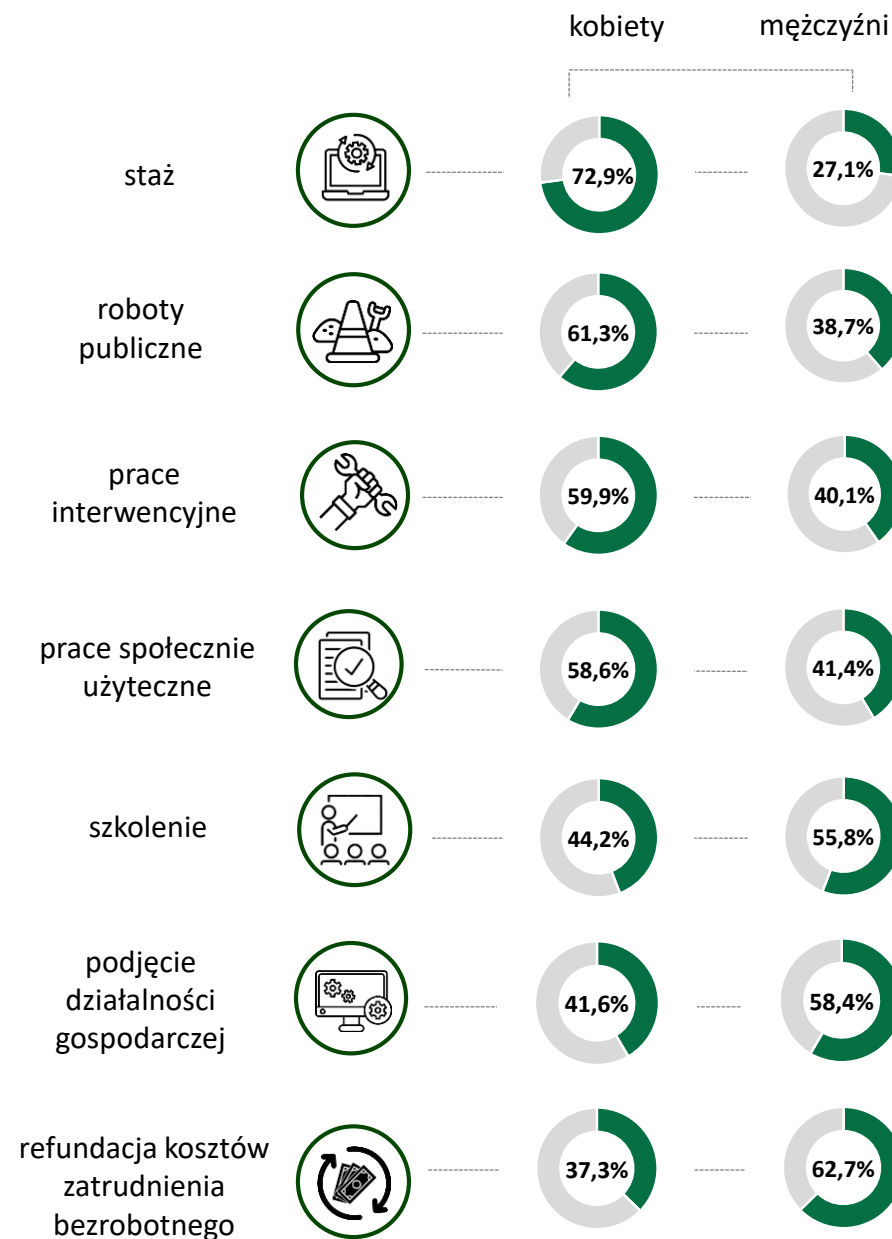 kobiety mężczyźni
staż
72,9% 27,1%
roboty
publiczne
61,3% 38,7%
prace
interwencyjne
59,9% 40,1%
prace społecznie
użyteczne
58,6% 41,4%
szkolenie
44,2% 55,8%
podjęcie
działalności
gospodarczej
41,6% 58,4%
refundacja kosztów
zatrudnienia
bezrobotnego
37,3% 62,7%